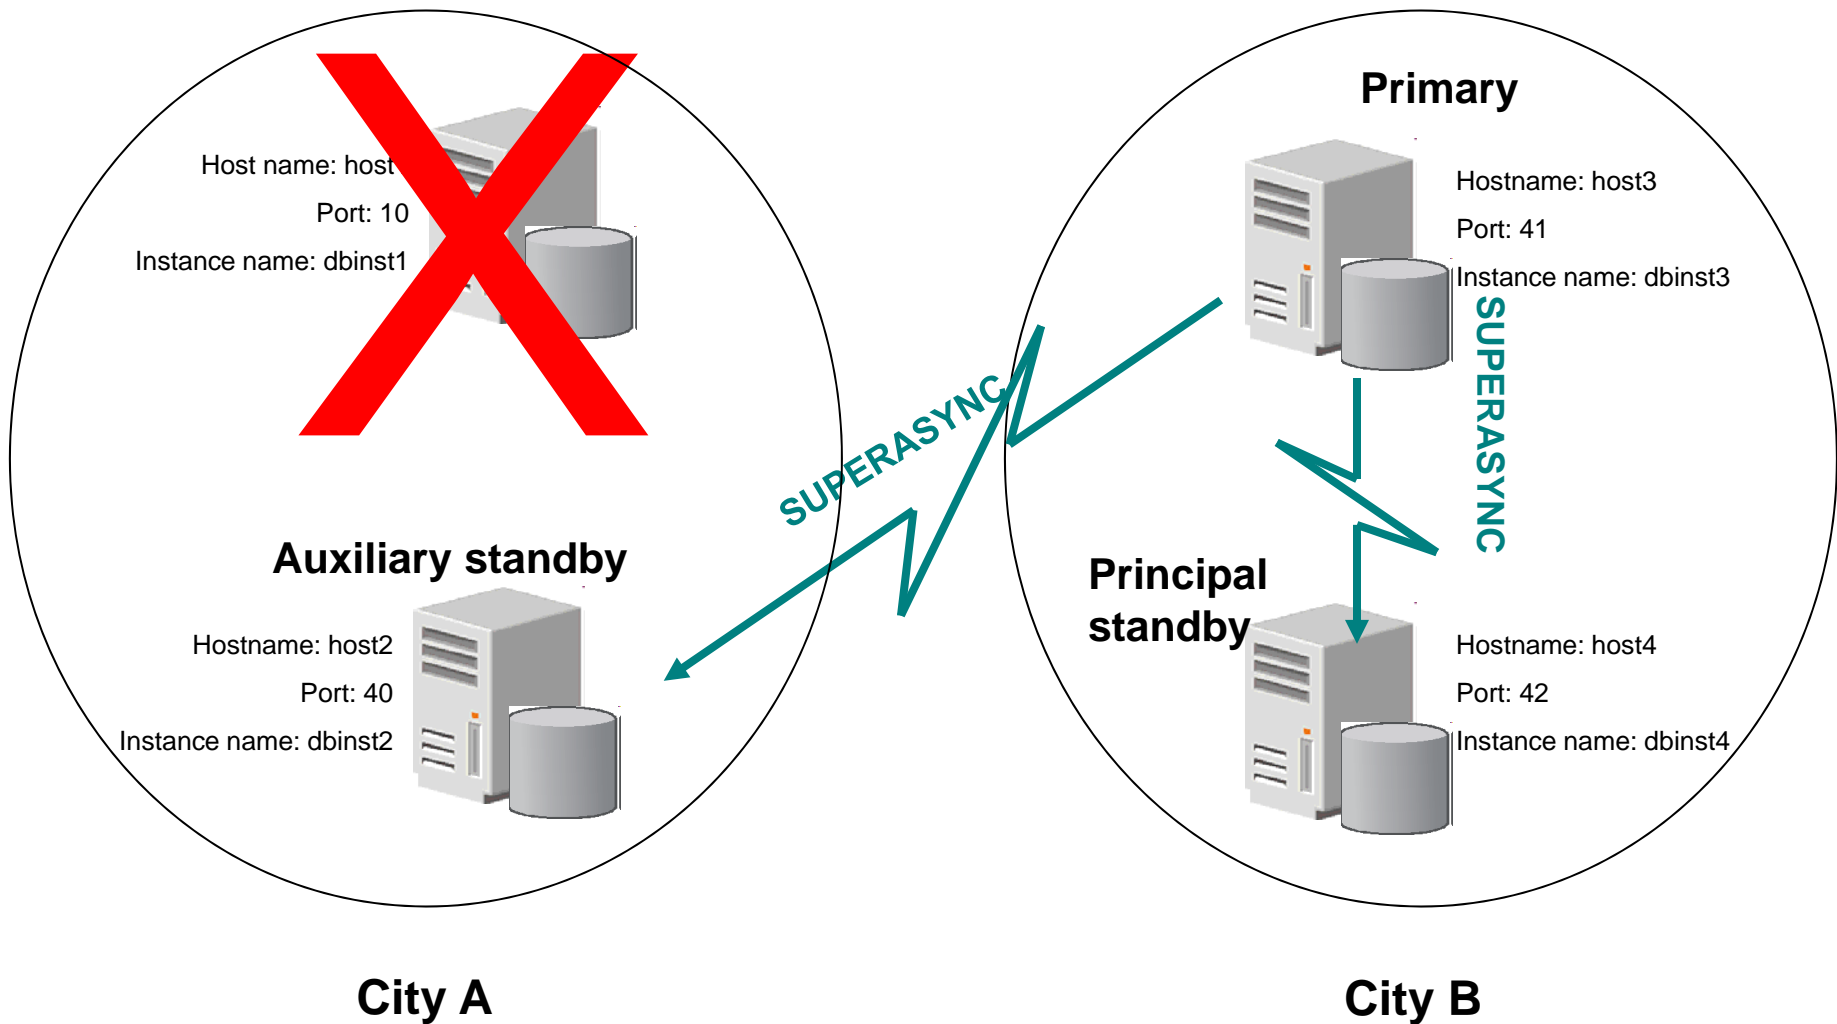 Host name: host
Port: 10
Instance name: dbinst1
Auxiliary standby
Hostname: host2
Port: 40
Instance name: dbinst2
City A
SUPERASYNC
Primary
Hostname: host3
Port: 41
Instance name: dbinst3
SUPERASYNC
Principal
standby
Hostname: host4
Port: 42
Instance name: dbinst4
City B